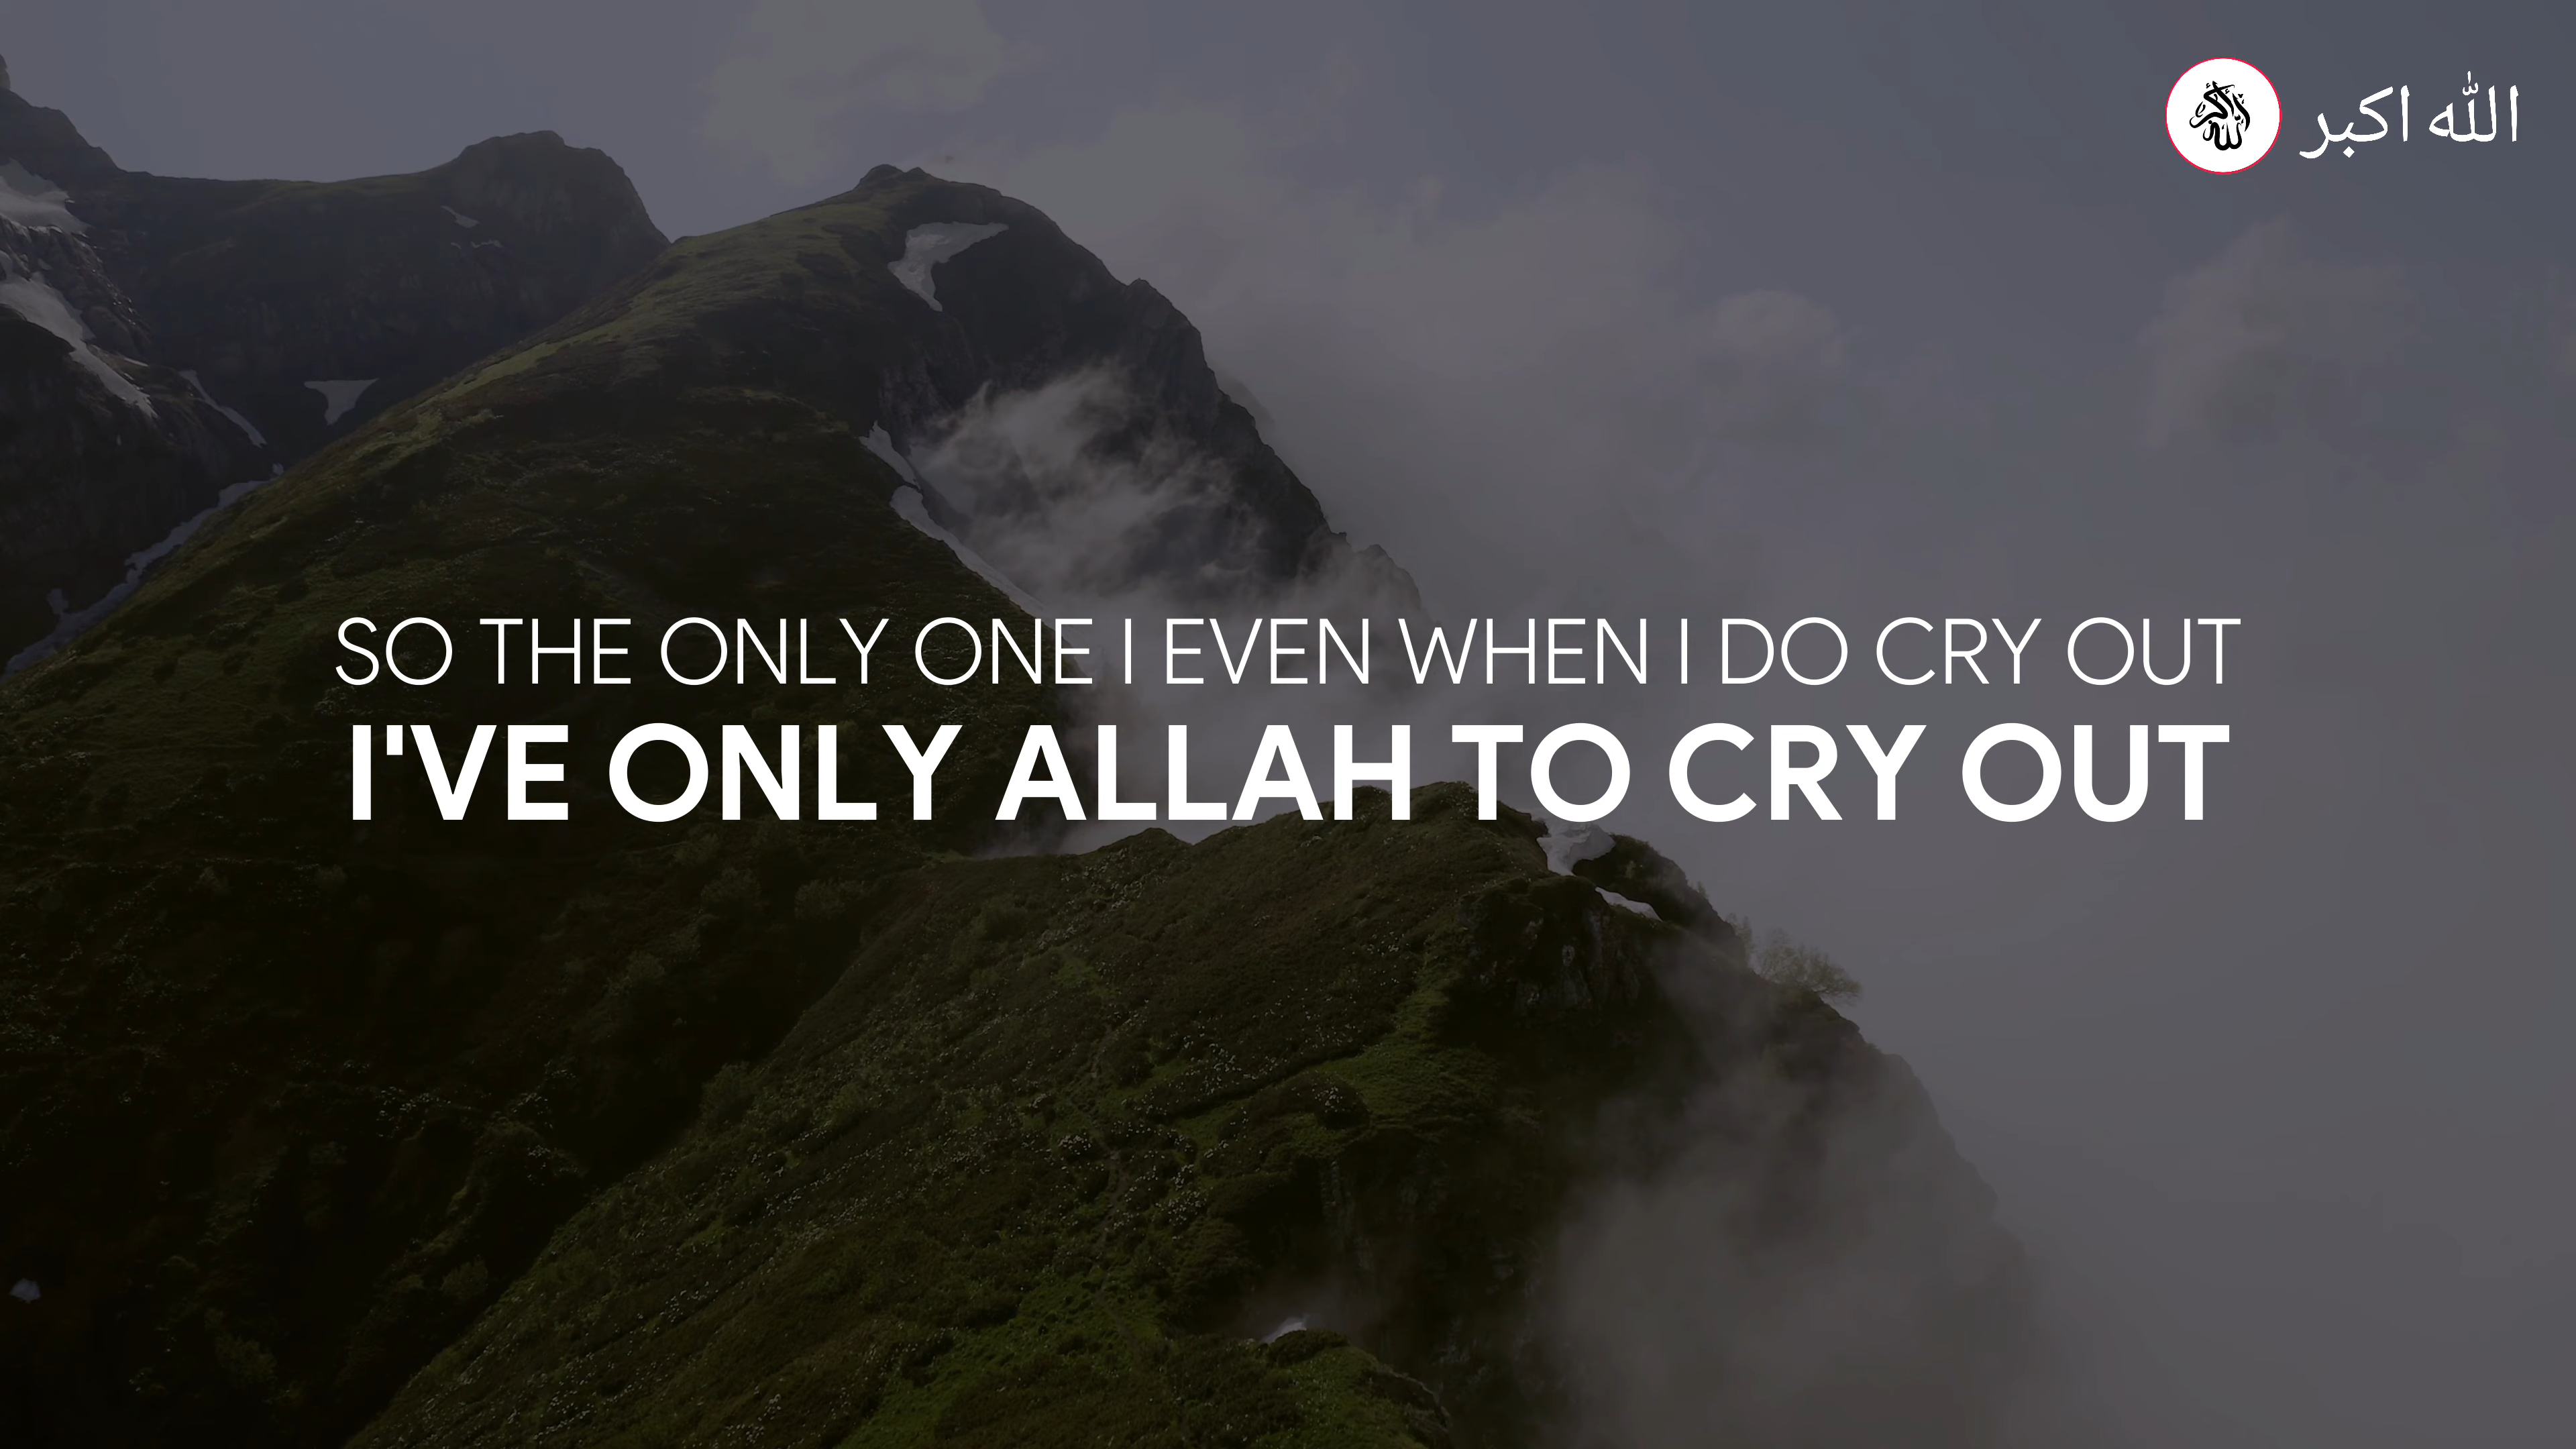 الله اكبر
SO THE ONLY ONE I EVEN WHEN I DO CRY OUT
I'VE ONLY ALLAH TO CRY OUT